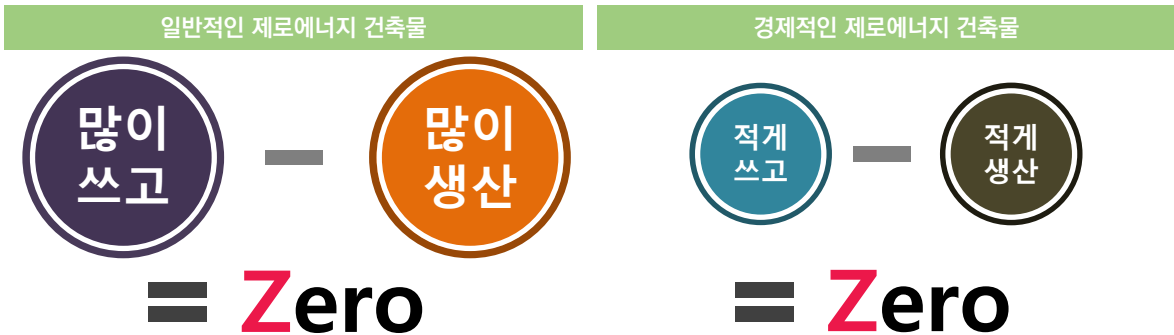 일반적인 제로에너지 건축물
많이
쓰고
많이
생산
= Zero
경제적인 제로에너지 건축물
적게
쓰고
적게
생산
= Zero